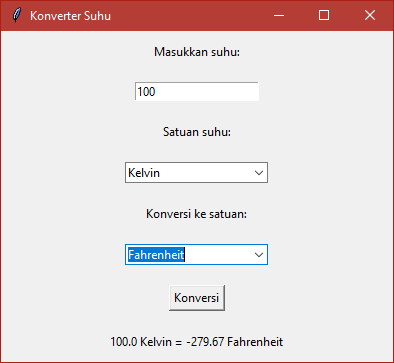 Konverter Suhu
Masukkan suhu:
100
Satuan suhu:
Kelvin
Konversi ke satuan:
Fahrenheit
Konversi
100.0 Kelvin = -279.67 Fahrenheit